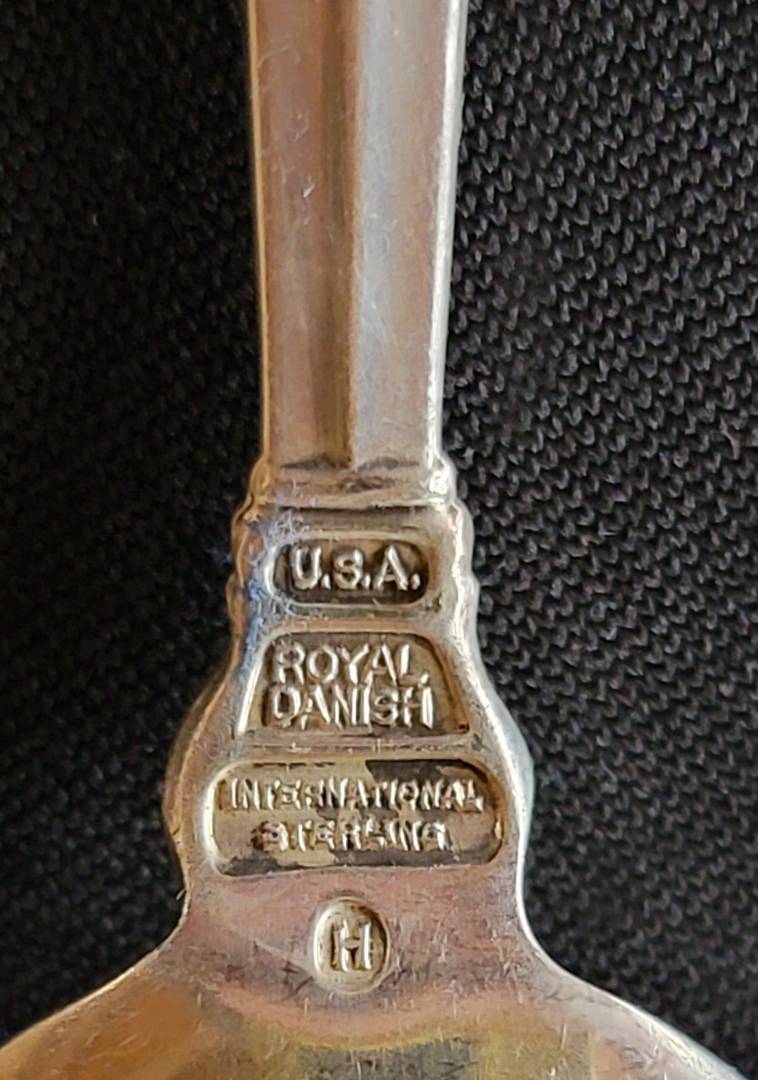 U.S.A.
ROYAL
DANISH
INTERNATIONAL
STERLING
H